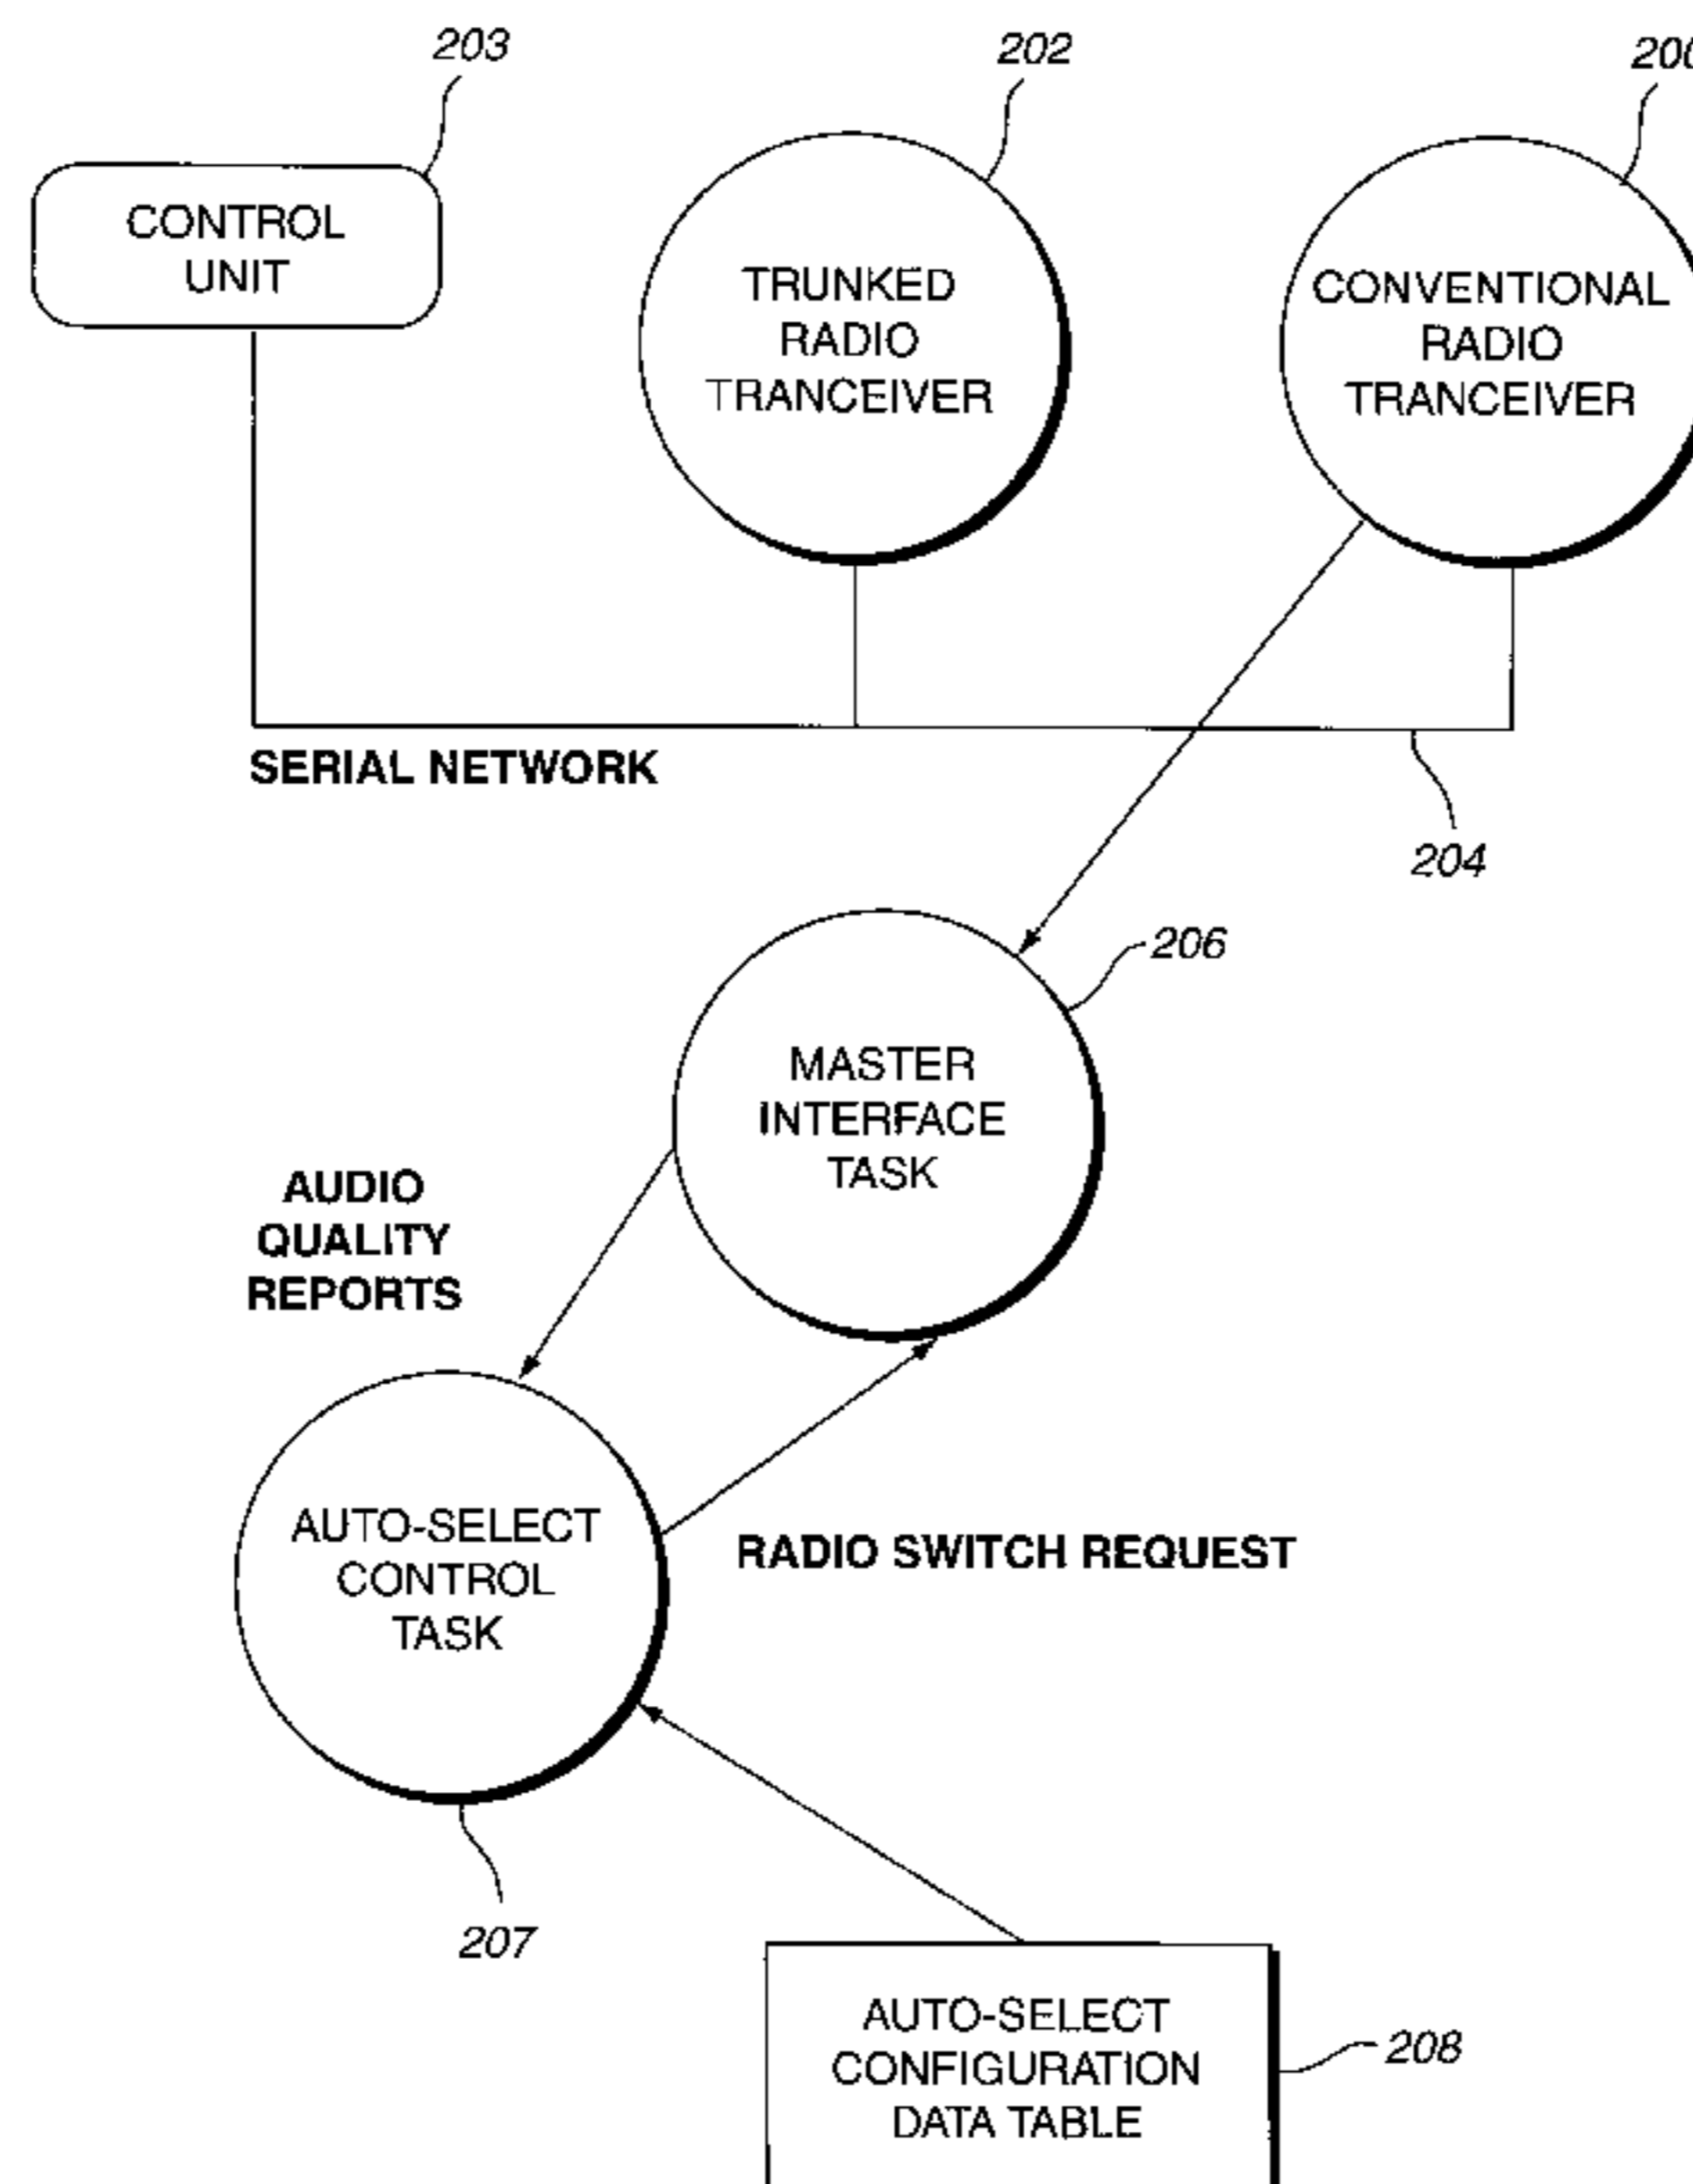 203
202
200
CONTROL
UNIT
TRUNKED
RADIO
TRANCEIVER
CONVENTIONAL
RADIO
TRANCEIVER
SERIAL NETWORK
204
206
MASTER
INTERFACE
TASK
AUDIO
QUALITY
REPORTS
AUTO-SELECT
CONTROL
TASK
RADIO SWITCH REQUEST
207
AUTO-SELECT
CONFIGURATION
DATA TABLE
208